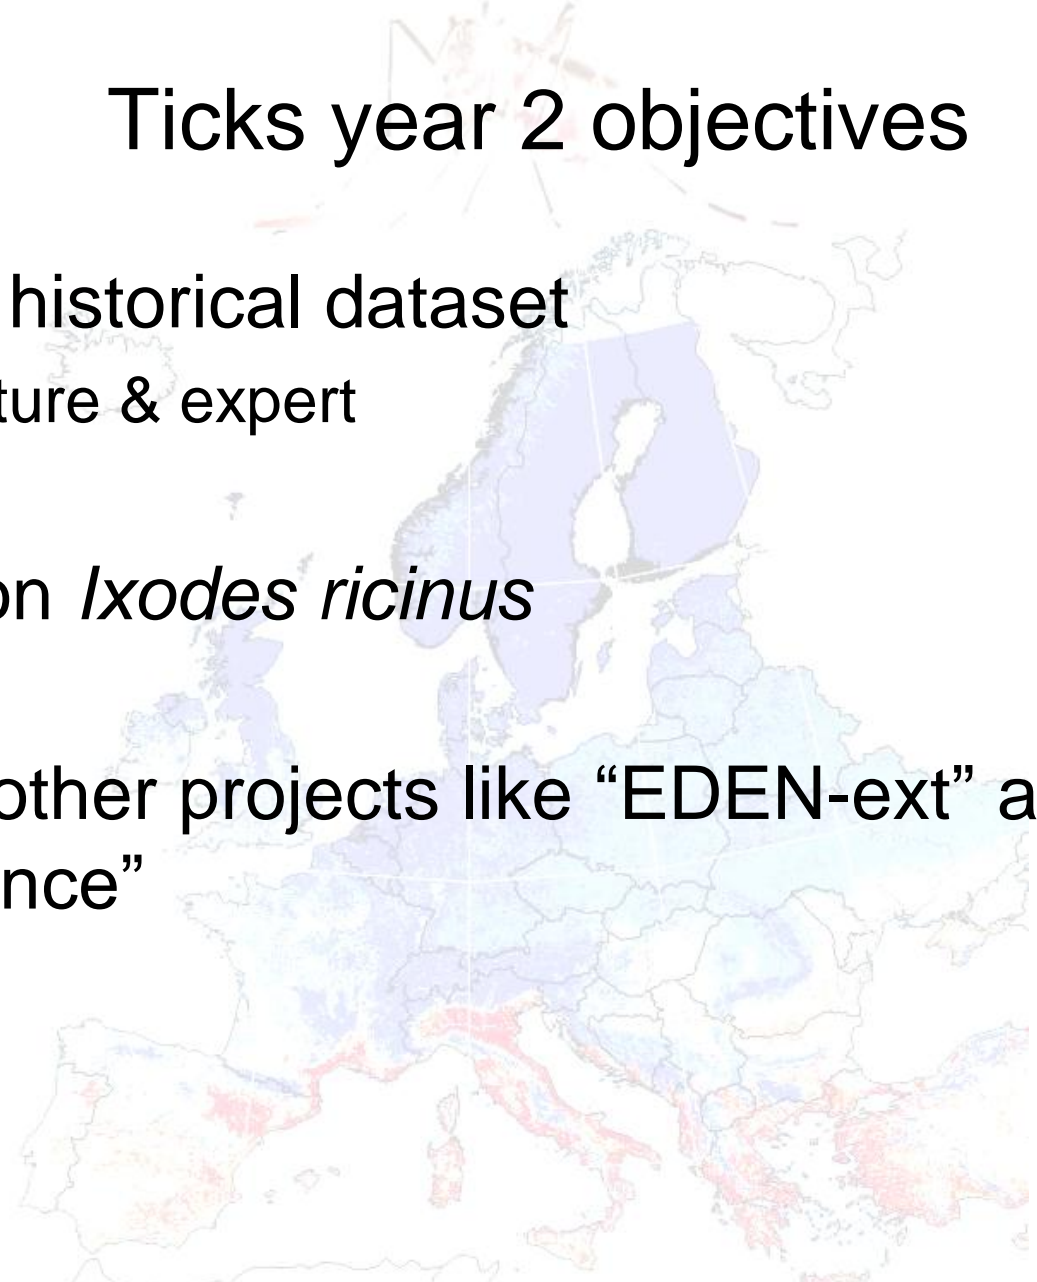 Ticks year 2 objectives
historical dataset
ture & expert
on Ixodes ricinus
other projects like “EDEN-ext” a
nce”